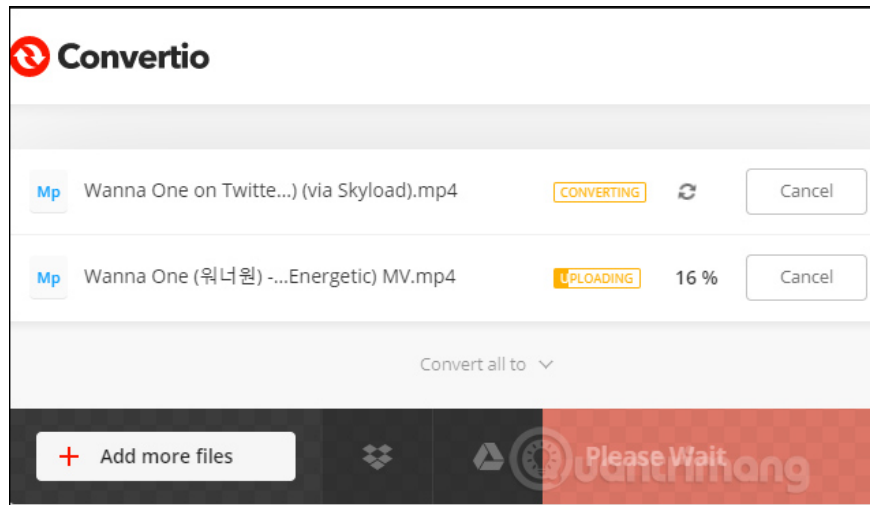 Convertio
Mp Wanna One on Twitte...) (via Skyload).mp4 CONVERTING Cancel
Mp Wanna One (워너원) -...Energetic) MV.mp4 UPLOADING 16 % Cancel
Convert all to
+ Add more files Please Wait
Quantrimang